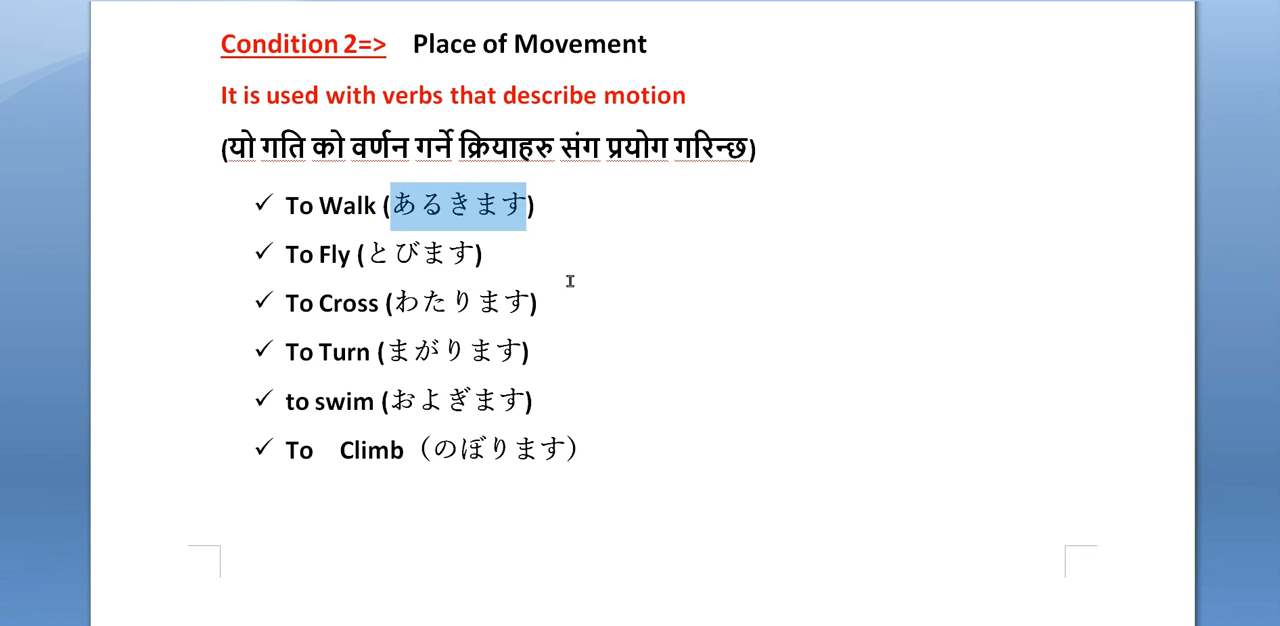 Condition 2=> Place of Movement
It is used with verbs that describe motion
(यो गति को वर्णन गर्ने क्रियाहरु संग प्रयोग गरिन्छ)
✓ To Walk (あるきます)
✓ To Fly (とびます)
✓ To Cross (わたります)
✓ To Turn (まがります)
✓ to swim (およぎます)
✓ To Climb（のぼります）